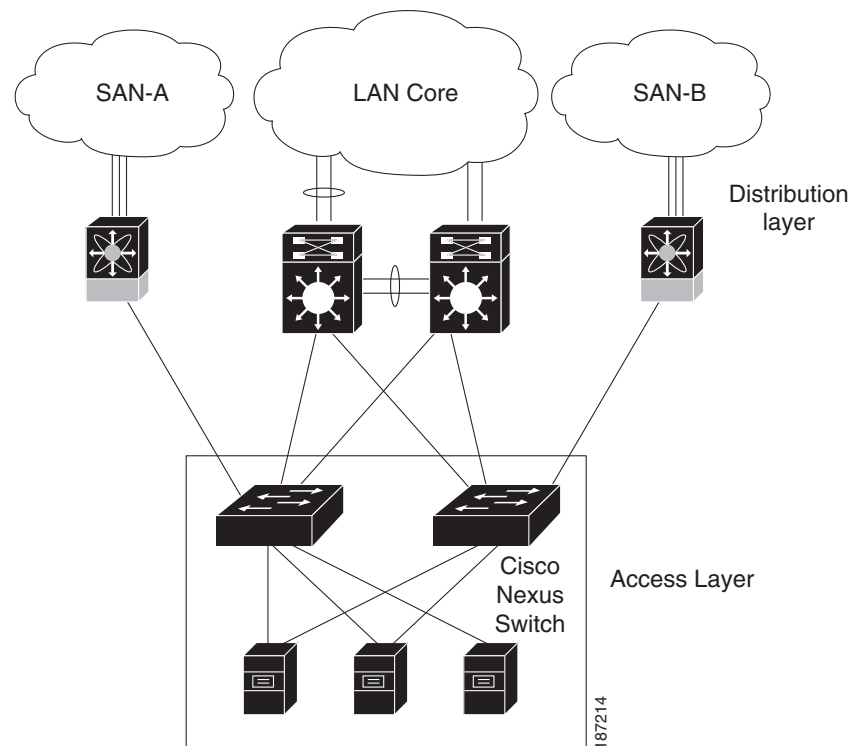 SAN-A
LAN Core
SAN-B
Distribution
layer
Cisco
Nexus
Switch
Access Layer
187214